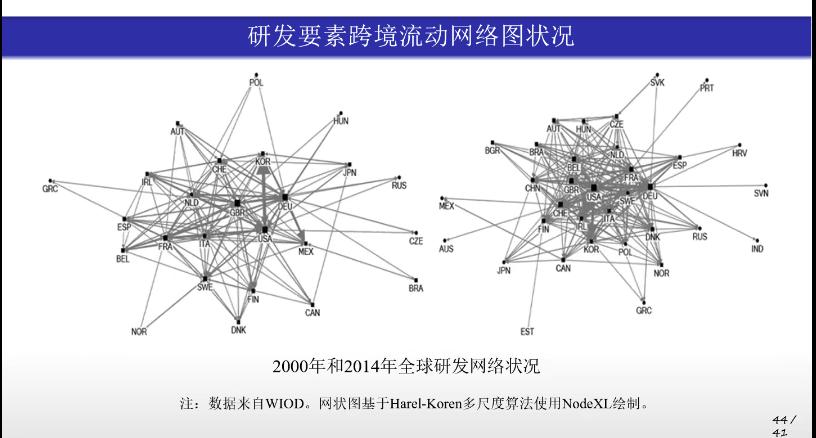 研发要素跨境流动网络图状况
POL
HUN
AUT
KOR
CHE
JPN
IRL
RUS
GRC
NLD
GBR
DEU
ESP
FRA
ITA
USA
CZE
BEL
MEX
SWE
BRA
FIN
CAN
NOR
DNK
SVK
PRT
CZE
AUT
HUN
BGR
BRA
NLD
HRV
BEL
ESP
FRA
CHN
GBR
USA
DEU
SVN
SWE
MEX
CHE
ITA
FIN
IRL
DNK
RUS
AUS
KOR
POL
IND
JPN
CAN
NOR
GRC
EST
2000年和2014年全球研发网络状况
注：数据来自WIOD。网状图基于Harel-Koren多尺度算法使用NodeXL绘制。
44 /
41